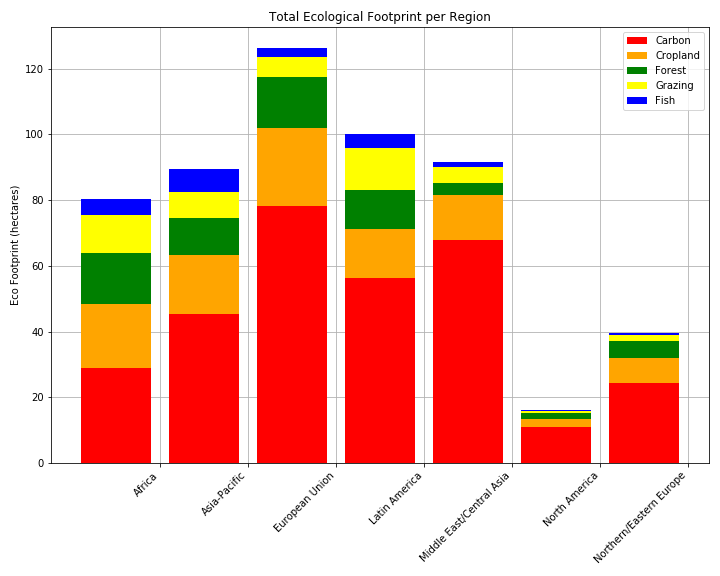 Total Ecological Footprint per Region
Carbon
Cropland
Forest
Grazing
Fish
Eco Footprint (hectares)
120
100
80
60
40
20
0
Africa
Asia-Pacific
European Union
Latin America
Middle East/Central Asia
North America
Northern/Eastern Europe